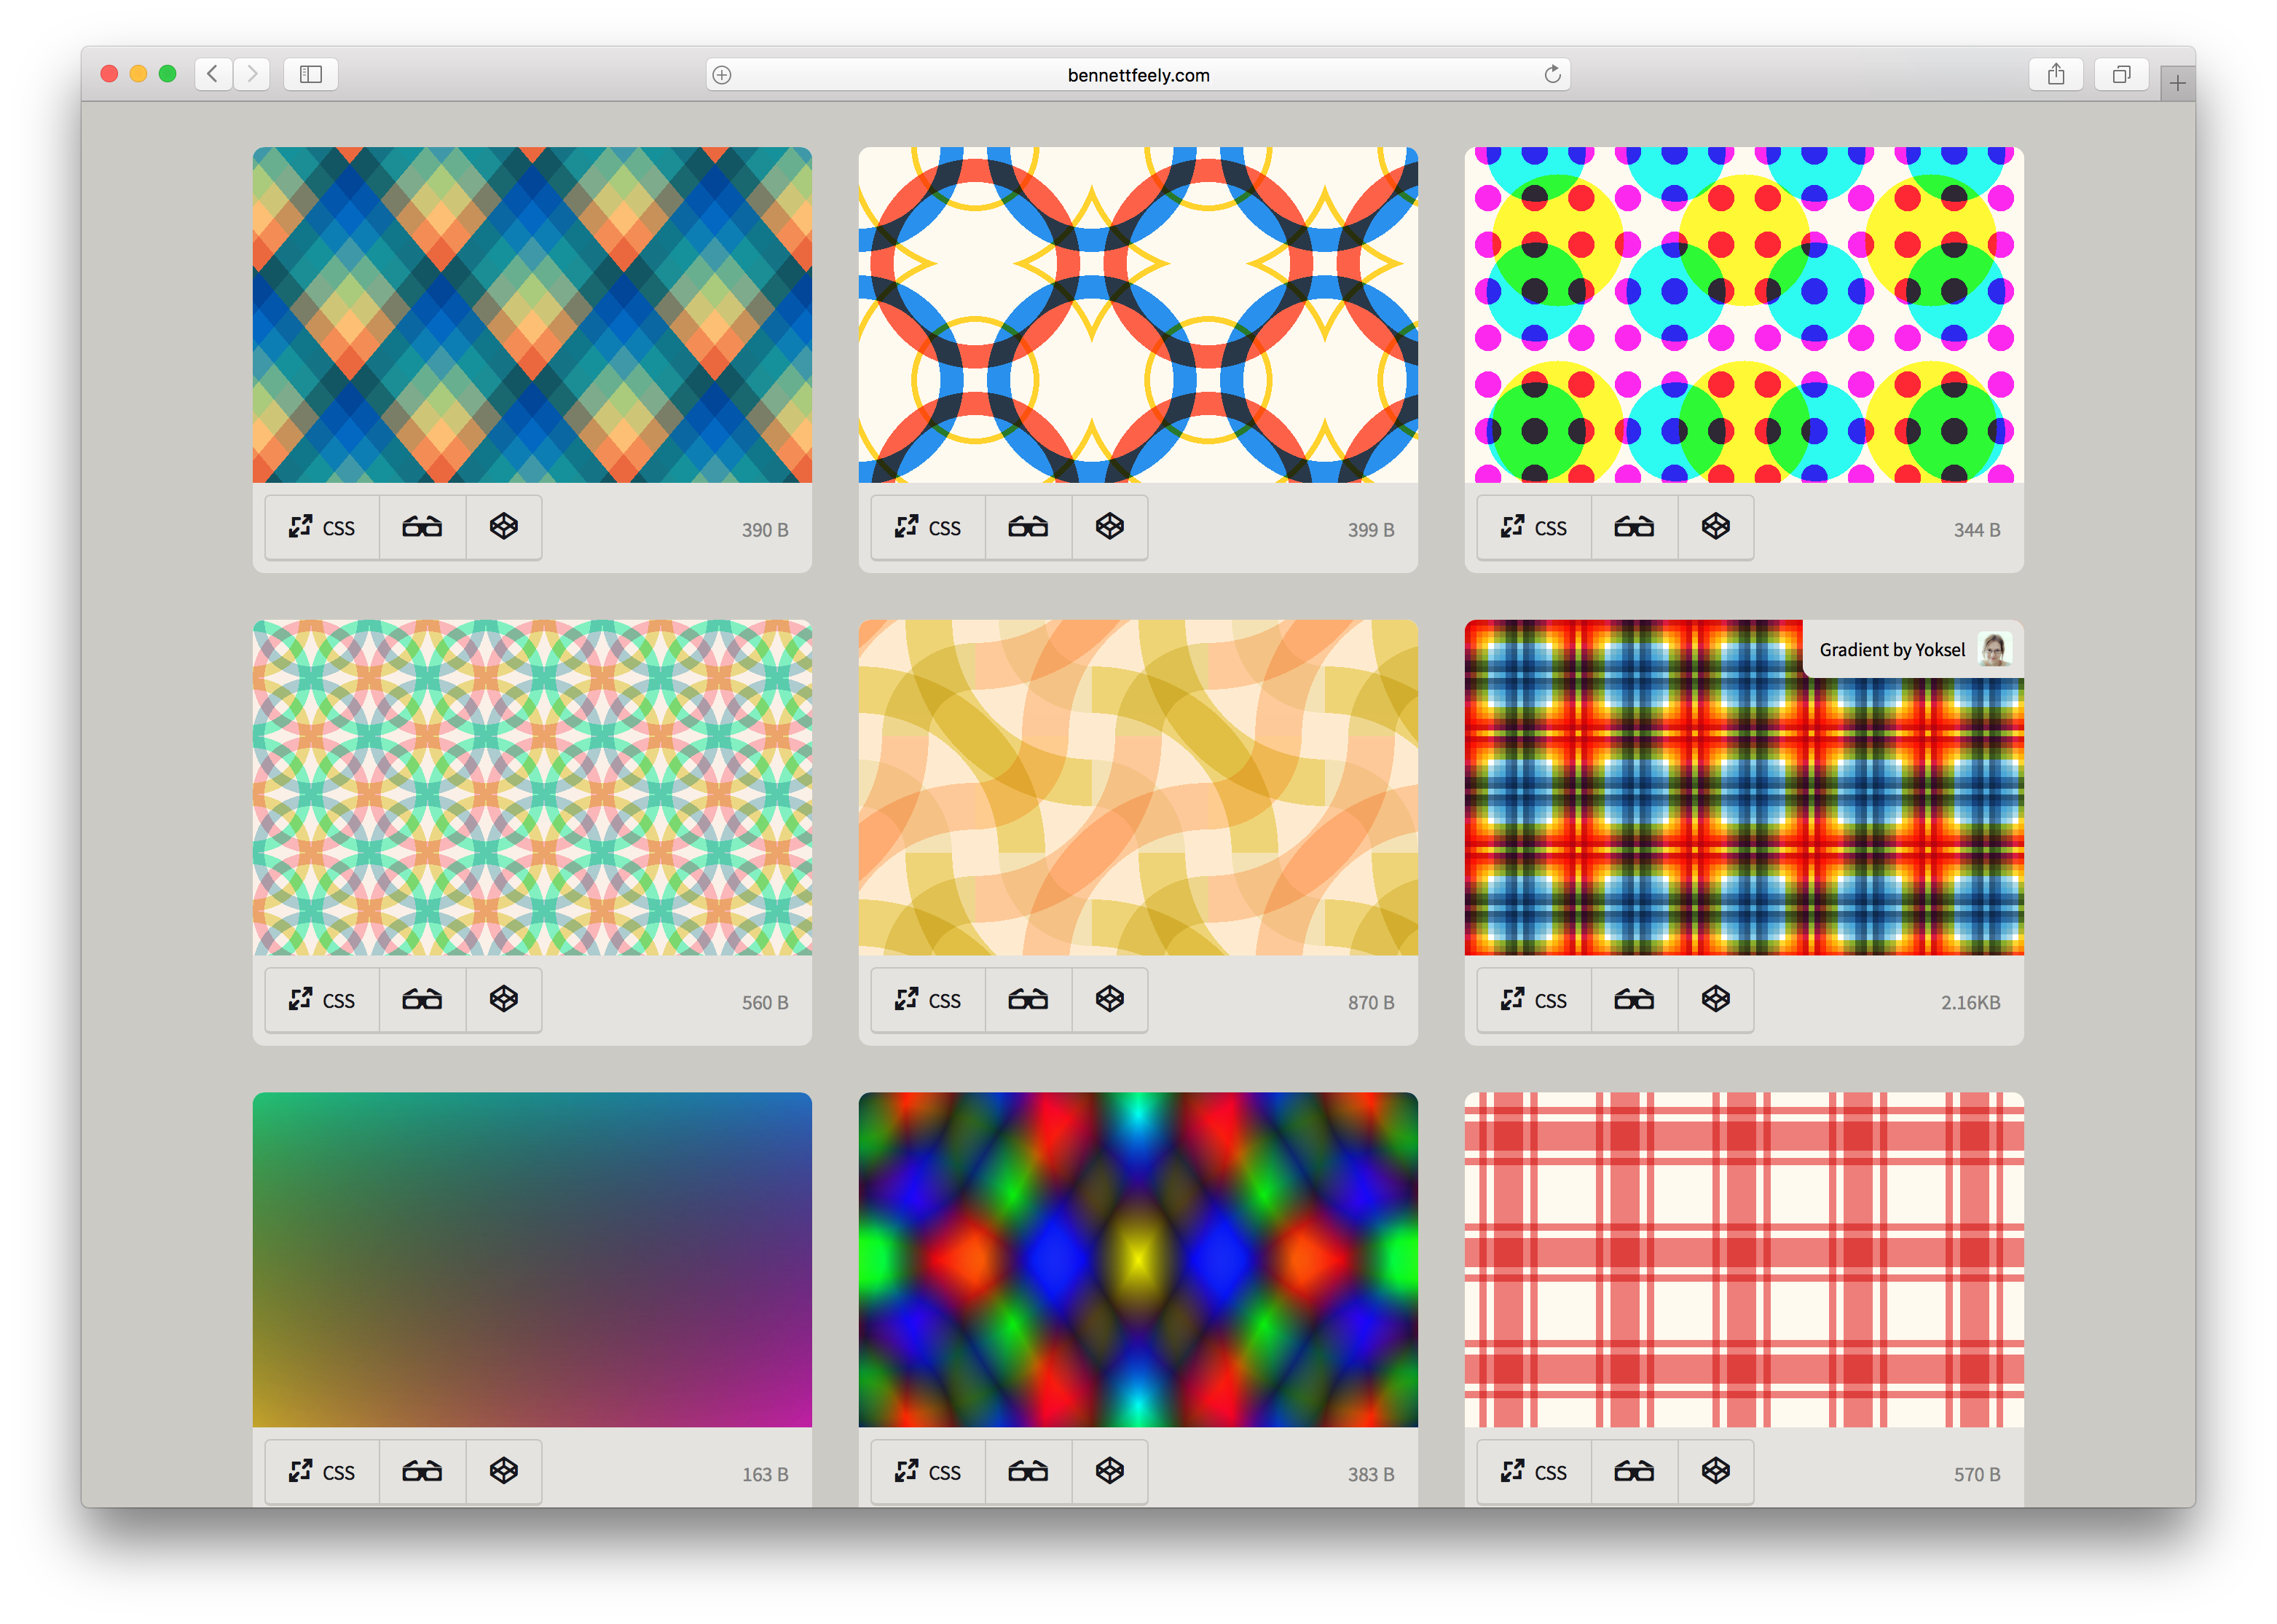 bennettfeely.com
CSS 390 B
CSS 399 B
CSS 344 B
Gradient by Yoksel
CSS 560 B
CSS 870 B
CSS 2.16KB
CSS 163 B
CSS 383 B
CSS 570 B